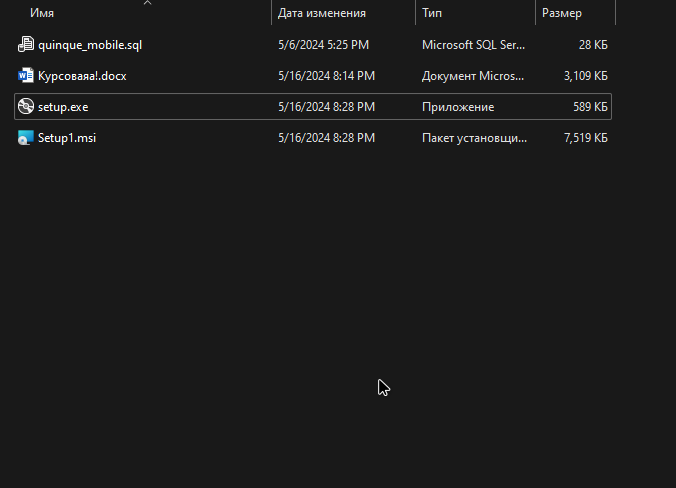 Имя Дата изменения Тип Размер
quinque_mobile.sql 5/6/2024 5:25 PM Microsoft SQL Ser... 28 КБ
Курсоваяа!.docx 5/16/2024 8:14 PM Документ Micros... 3,109 КБ
setup.exe 5/16/2024 8:28 PM Приложение 589 КБ
Setup1.msi 5/16/2024 8:28 PM Пакет установщи... 7,519 КБ